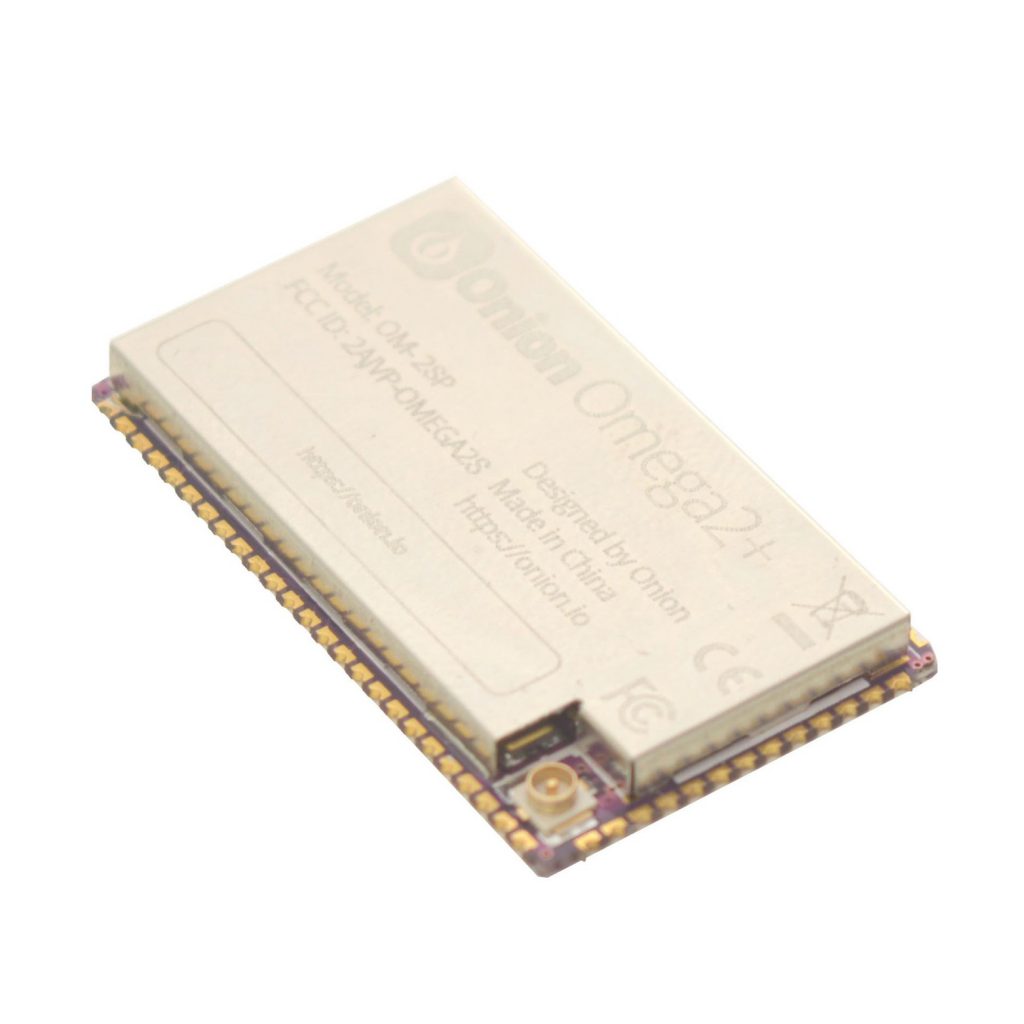 Onion Omega2+
Model: OM-2SP
FCC ID: 2AJVP-OMEGA2S
Designed by Onion
Made in China
https://onion.io
https://onion.io
CE
FC